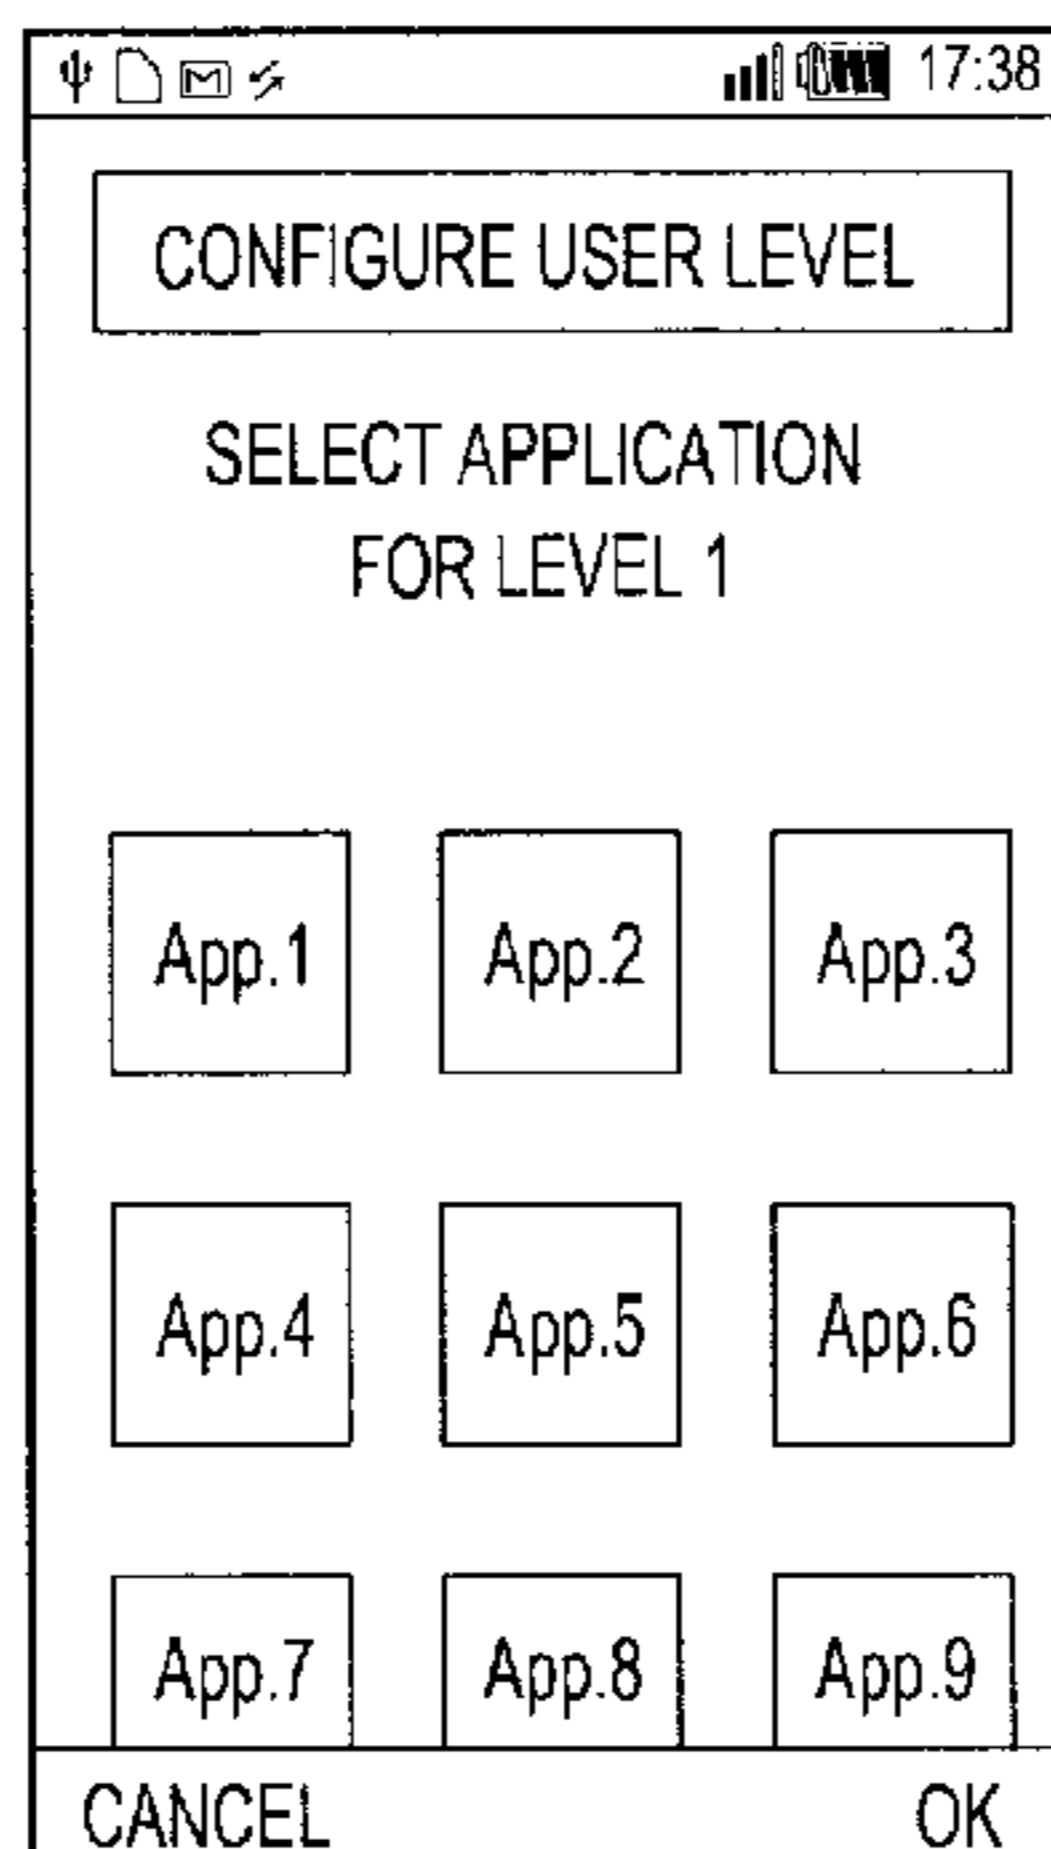 17:38
CONFIGURE USER LEVEL
SELECT APPLICATION
FOR LEVEL 1
App.1 App.2 App.3
App.4 App.5 App.6
App.7 App.8 App.9
CANCEL OK